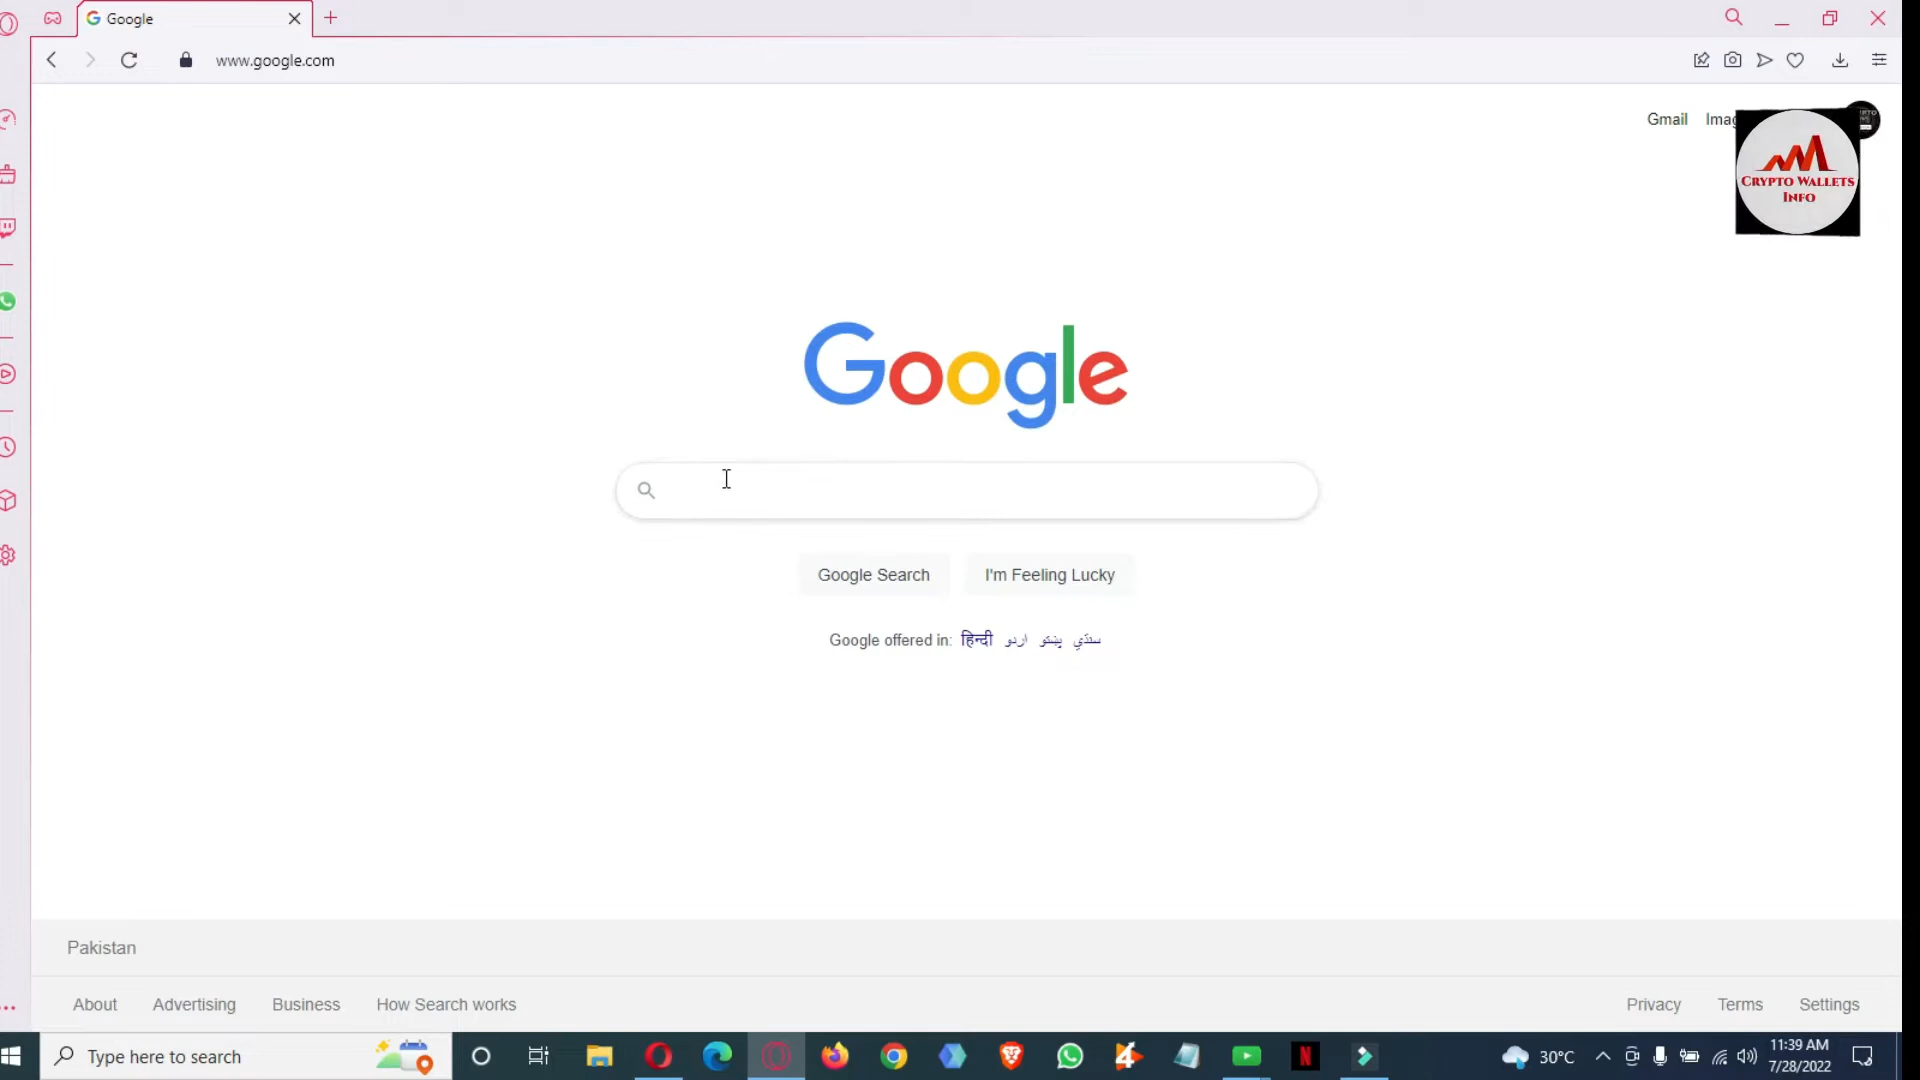 Google
www.google.com
Gmail Imag
CRYPTO WALLETS
INFO
Google
Google Search I'm Feeling Lucky
Google offered in: हिन्दी اردو پښتو سنڌي
Pakistan
About Advertising Business How Search works Privacy Terms Settings
Type here to search
30°C
11:39 AM
7/28/2022